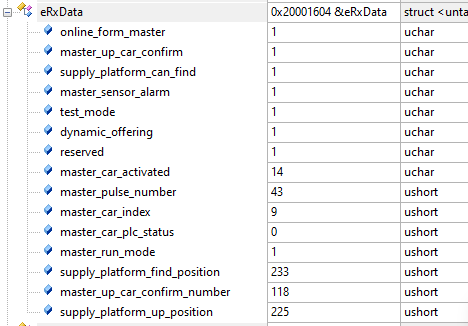 eRxData 0x20001604 &eRxData struct <unta
online_form_master 1 uchar
master_up_car_confirm 1 uchar
supply_platform_can_find 1 uchar
master_sensor_alarm 1 uchar
test_mode 1 uchar
dynamic_offering 1 uchar
reserved 1 uchar
master_car_activated 14 uchar
master_pulse_number 43 ushort
master_car_index 9 ushort
master_car_plc_status 0 ushort
master_run_mode 1 ushort
supply_platform_find_position 233 ushort
master_up_car_confirm_number 118 ushort
supply_platform_up_position 225 ushort